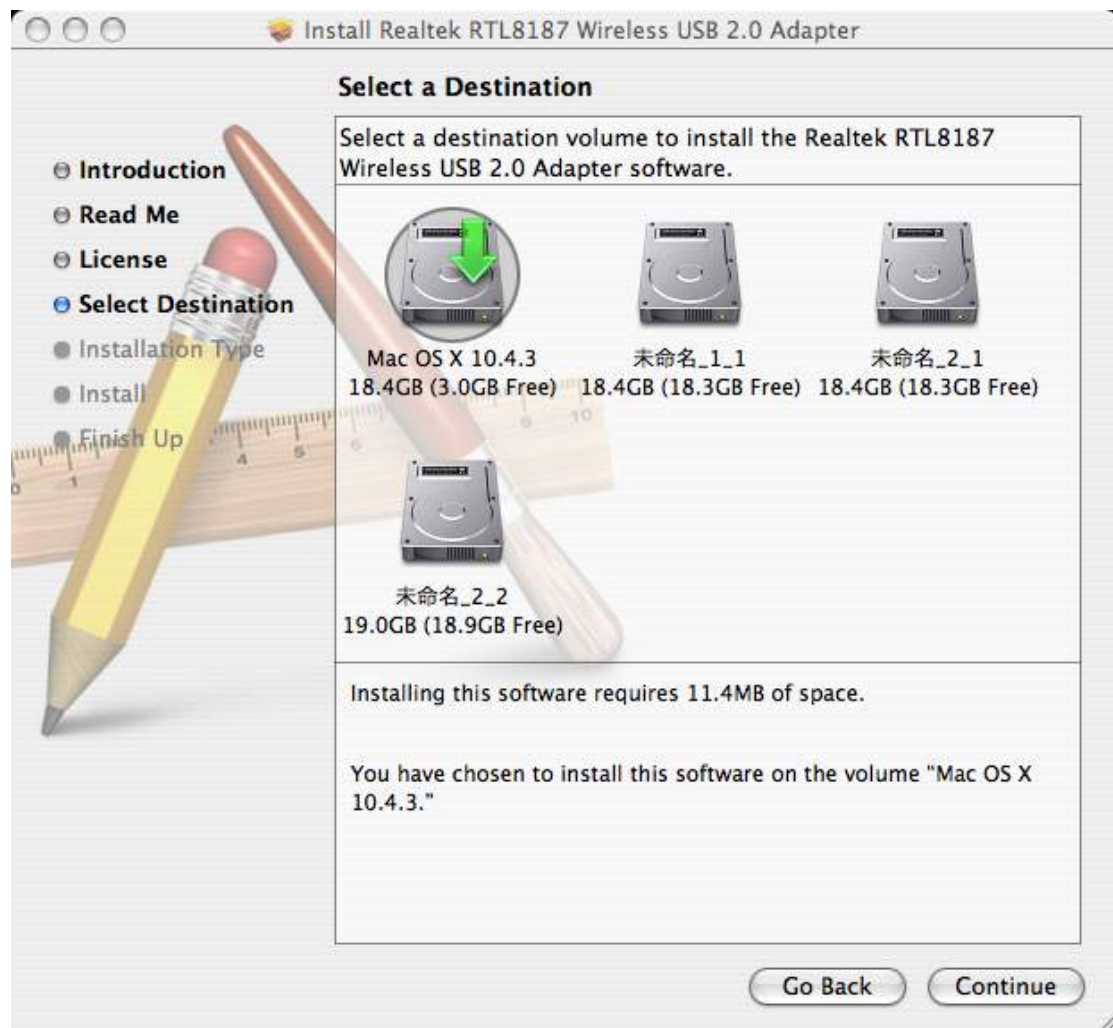 Install Realtek RTL8187 Wireless USB 2.0 Adapter
Select a Destination
Introduction
Read Me
License
Select Destination
Installation Type
Install
Finish Up
Select a destination volume to install the Realtek RTL8187
Wireless USB 2.0 Adapter software.
Mac OS X 10.4.3
18.4GB (3.0GB Free)
未命名_1_1
18.4GB (18.3GB Free)
未命名_2_1
18.4GB (18.3GB Free)
未命名_2_2
19.0GB (18.9GB Free)
Installing this software requires 11.4MB of space.
You have chosen to install this software on the volume "Mac OS X
10.4.3."
Go Back
Continue